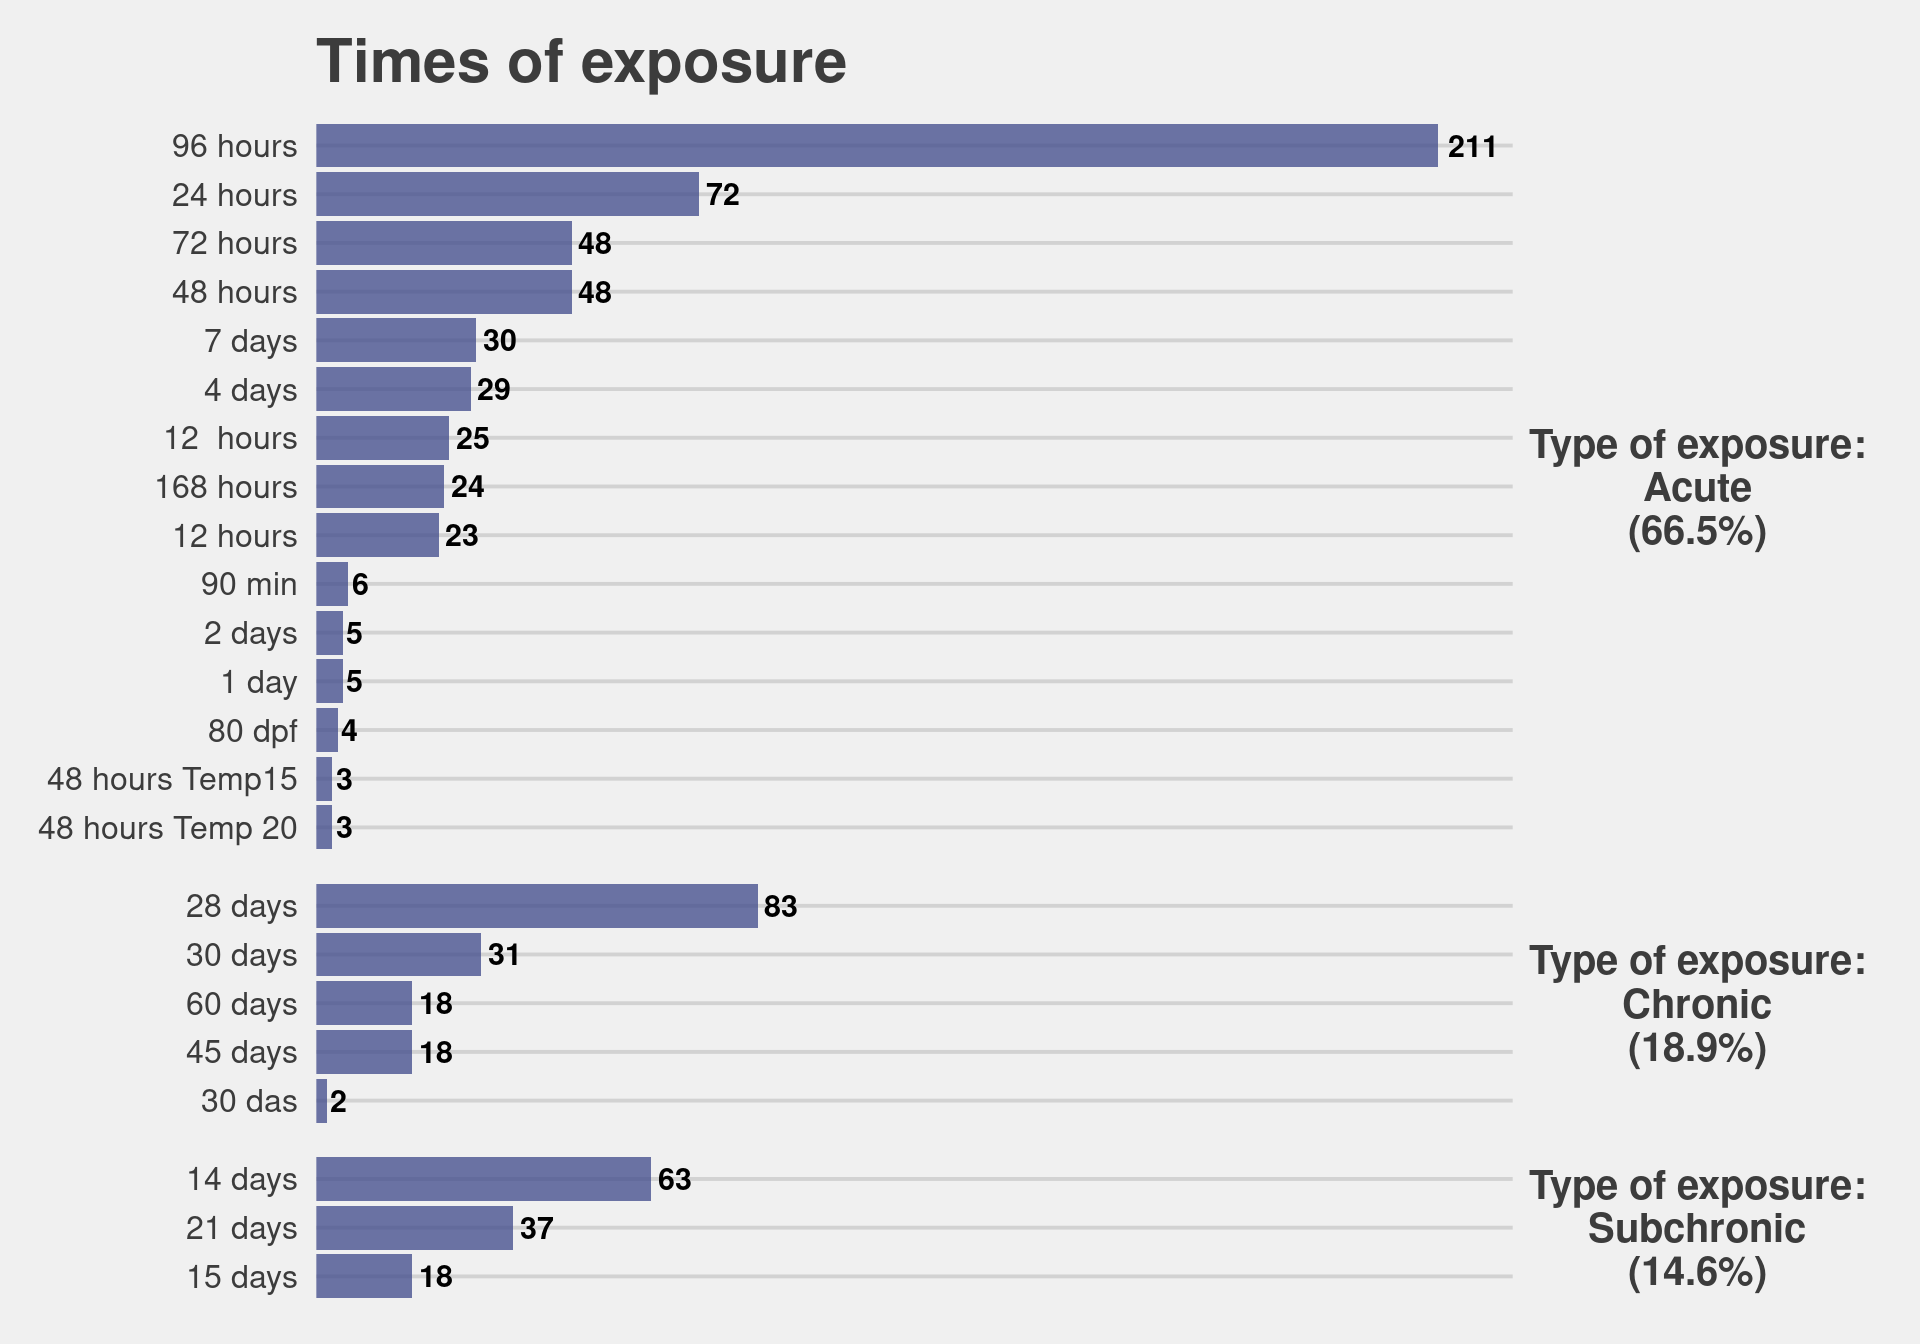 Times of exposure
96 hours 211
24 hours 72
72 hours 48
48 hours 48
7 days 30
4 days 29
12  hours 25
168 hours 24
12 hours 23
90 min 6
2 days 5
1 day 5
80 dpf 4
48 hours Temp15 3
48 hours Temp 20 3
Type of exposure:
Acute
(66.5%)
28 days 83
30 days 31
60 days 18
45 days 18
30 das 2
Type of exposure:
Chronic
(18.9%)
14 days 63
21 days 37
15 days 18
Type of exposure:
Subchronic
(14.6%)